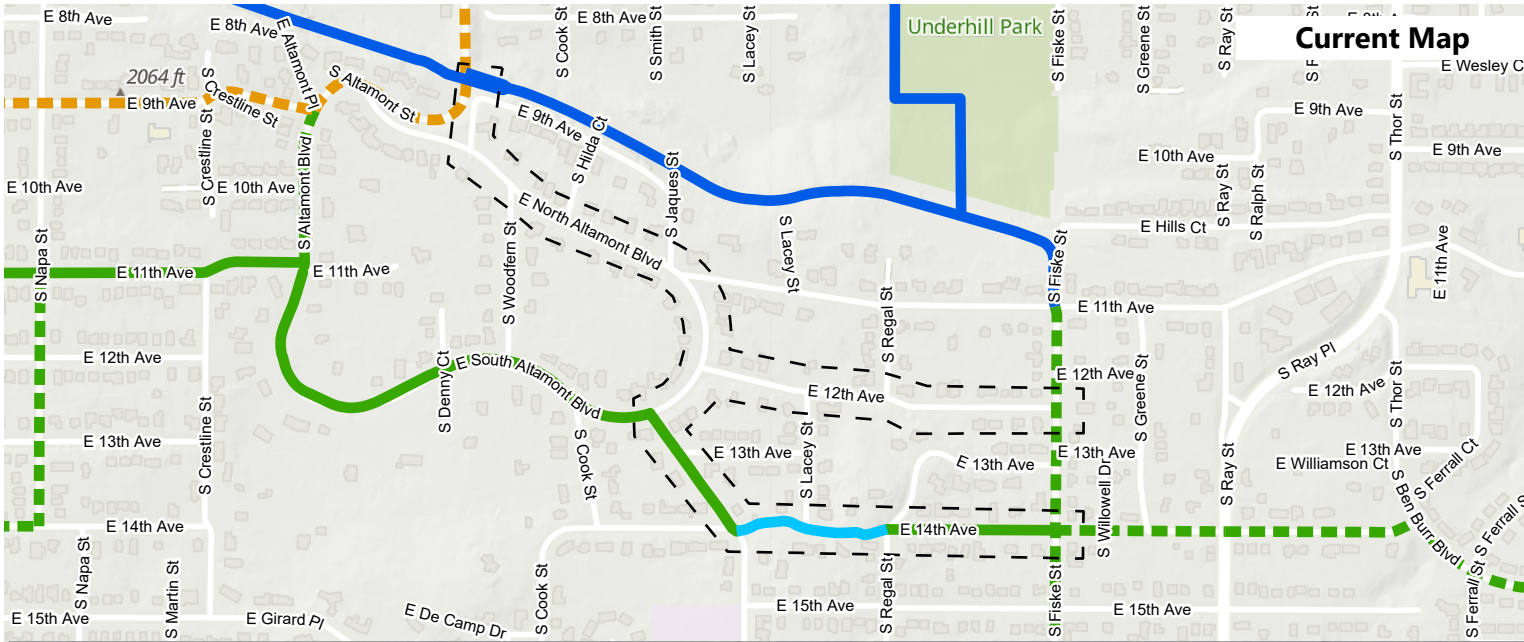 E 8th Ave
E 8th Ave
E Altamont Pl
S Cook St
E 8th Ave
S Smith St
S Lacey St
Underhill Park
S Fiske St
S Greene St
S Ray St
Current Map
E Wesley C
2064 ft
E 9th Ave
S Crestline St
S Altamont St
E 9th Ave
S Hilda Ct
E 9th Ave
S Thor St
E 9th Ave
E 10th Ave
S Crestline St
E 10th Ave
S Altamont Blvd
S Jaques St
E 10th Ave
S Ray St
S Ralph St
E North Altamont Blvd
S Woodfern St
S Lacey St
S Fiske St
E Hills Ct
E 11th Ave
S Napa St
E 11th Ave
E 11th Ave
S Regal St
E 11th Ave
E 12th Ave
S Denny Ct
E South Altamont Blvd
E 12th Ave
E 12th Ave
S Greene St
S Ray Pl
E 12th Ave
S Thor St
E 13th Ave
S Crestline St
S Cook St
E 13th Ave
S Lacey St
E 13th Ave
E 13th Ave
S Willowell Dr
S Ray St
E 13th Ave
E Williamson Ct
S Ferrall Ct
S Ben Burr Blvd
E 14th Ave
E 14th Ave
S Ferrall S
S Napa St
S Martin St
S Cook St
S Regal St
S Fiske St
S Ferrall St
E 15th Ave
E Girard Pl
E De Camp Dr
E 15th Ave
E 15th Ave